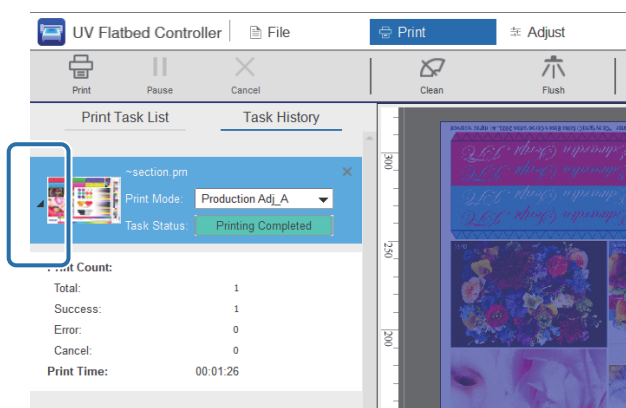 UV Flatbed Controller File Print Adjust
Print Pause Cancel Clean Flush
Print Task List Task History
~section.prn
Print Mode: Production Adj_A
Task Status: Printing Completed
Print Count:
Total: 1
Success: 1
Error: 0
Cancel: 0
Print Time: 00:01:26
300
250
200